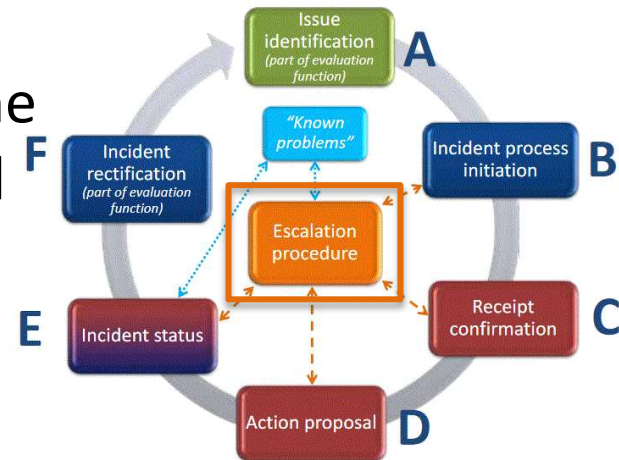 Issue
identification
(part of evaluation
function)
A
"Known
problems"
F
Incident
rectification
(part of evaluation
function)
Incident process
initiation
B
Escalation
procedure
E
Incident status
Receipt
confirmation
C
Action proposal
D